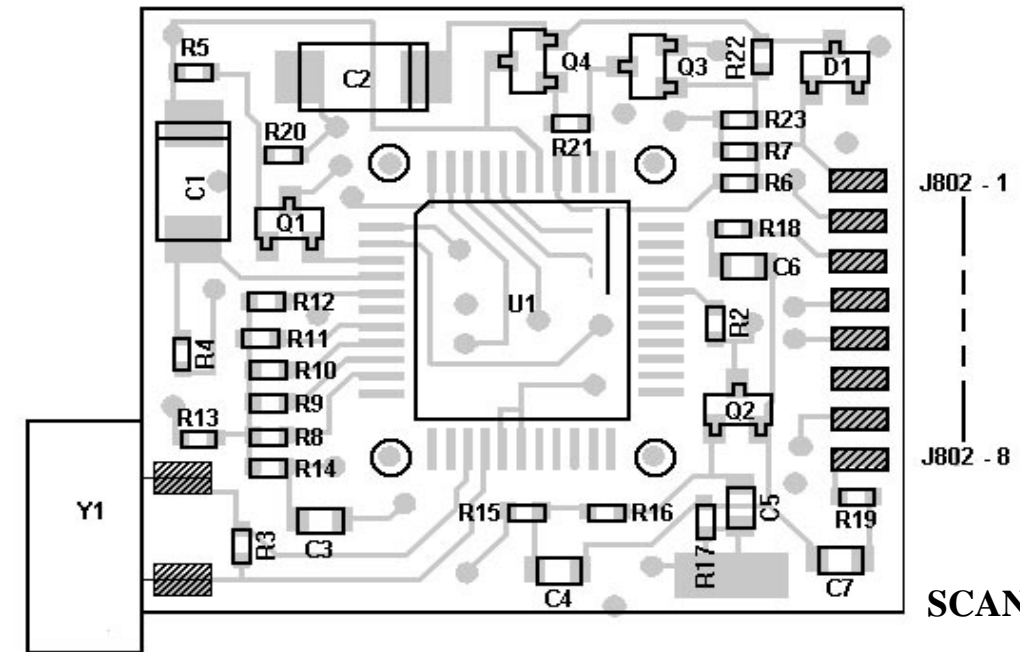 R5
C2
Q4
Q3
R22
D1
R20
R21
R23
R7
R6
C1
Q1
J802 - 1
R18
C6
R12
U1
R2
R11
R4
R10
R9
Q2
R13
R8
R14
J802 - 8
Y1
R15
R16
C5
R19
C3
R3
R17
C4
C7
SCAN